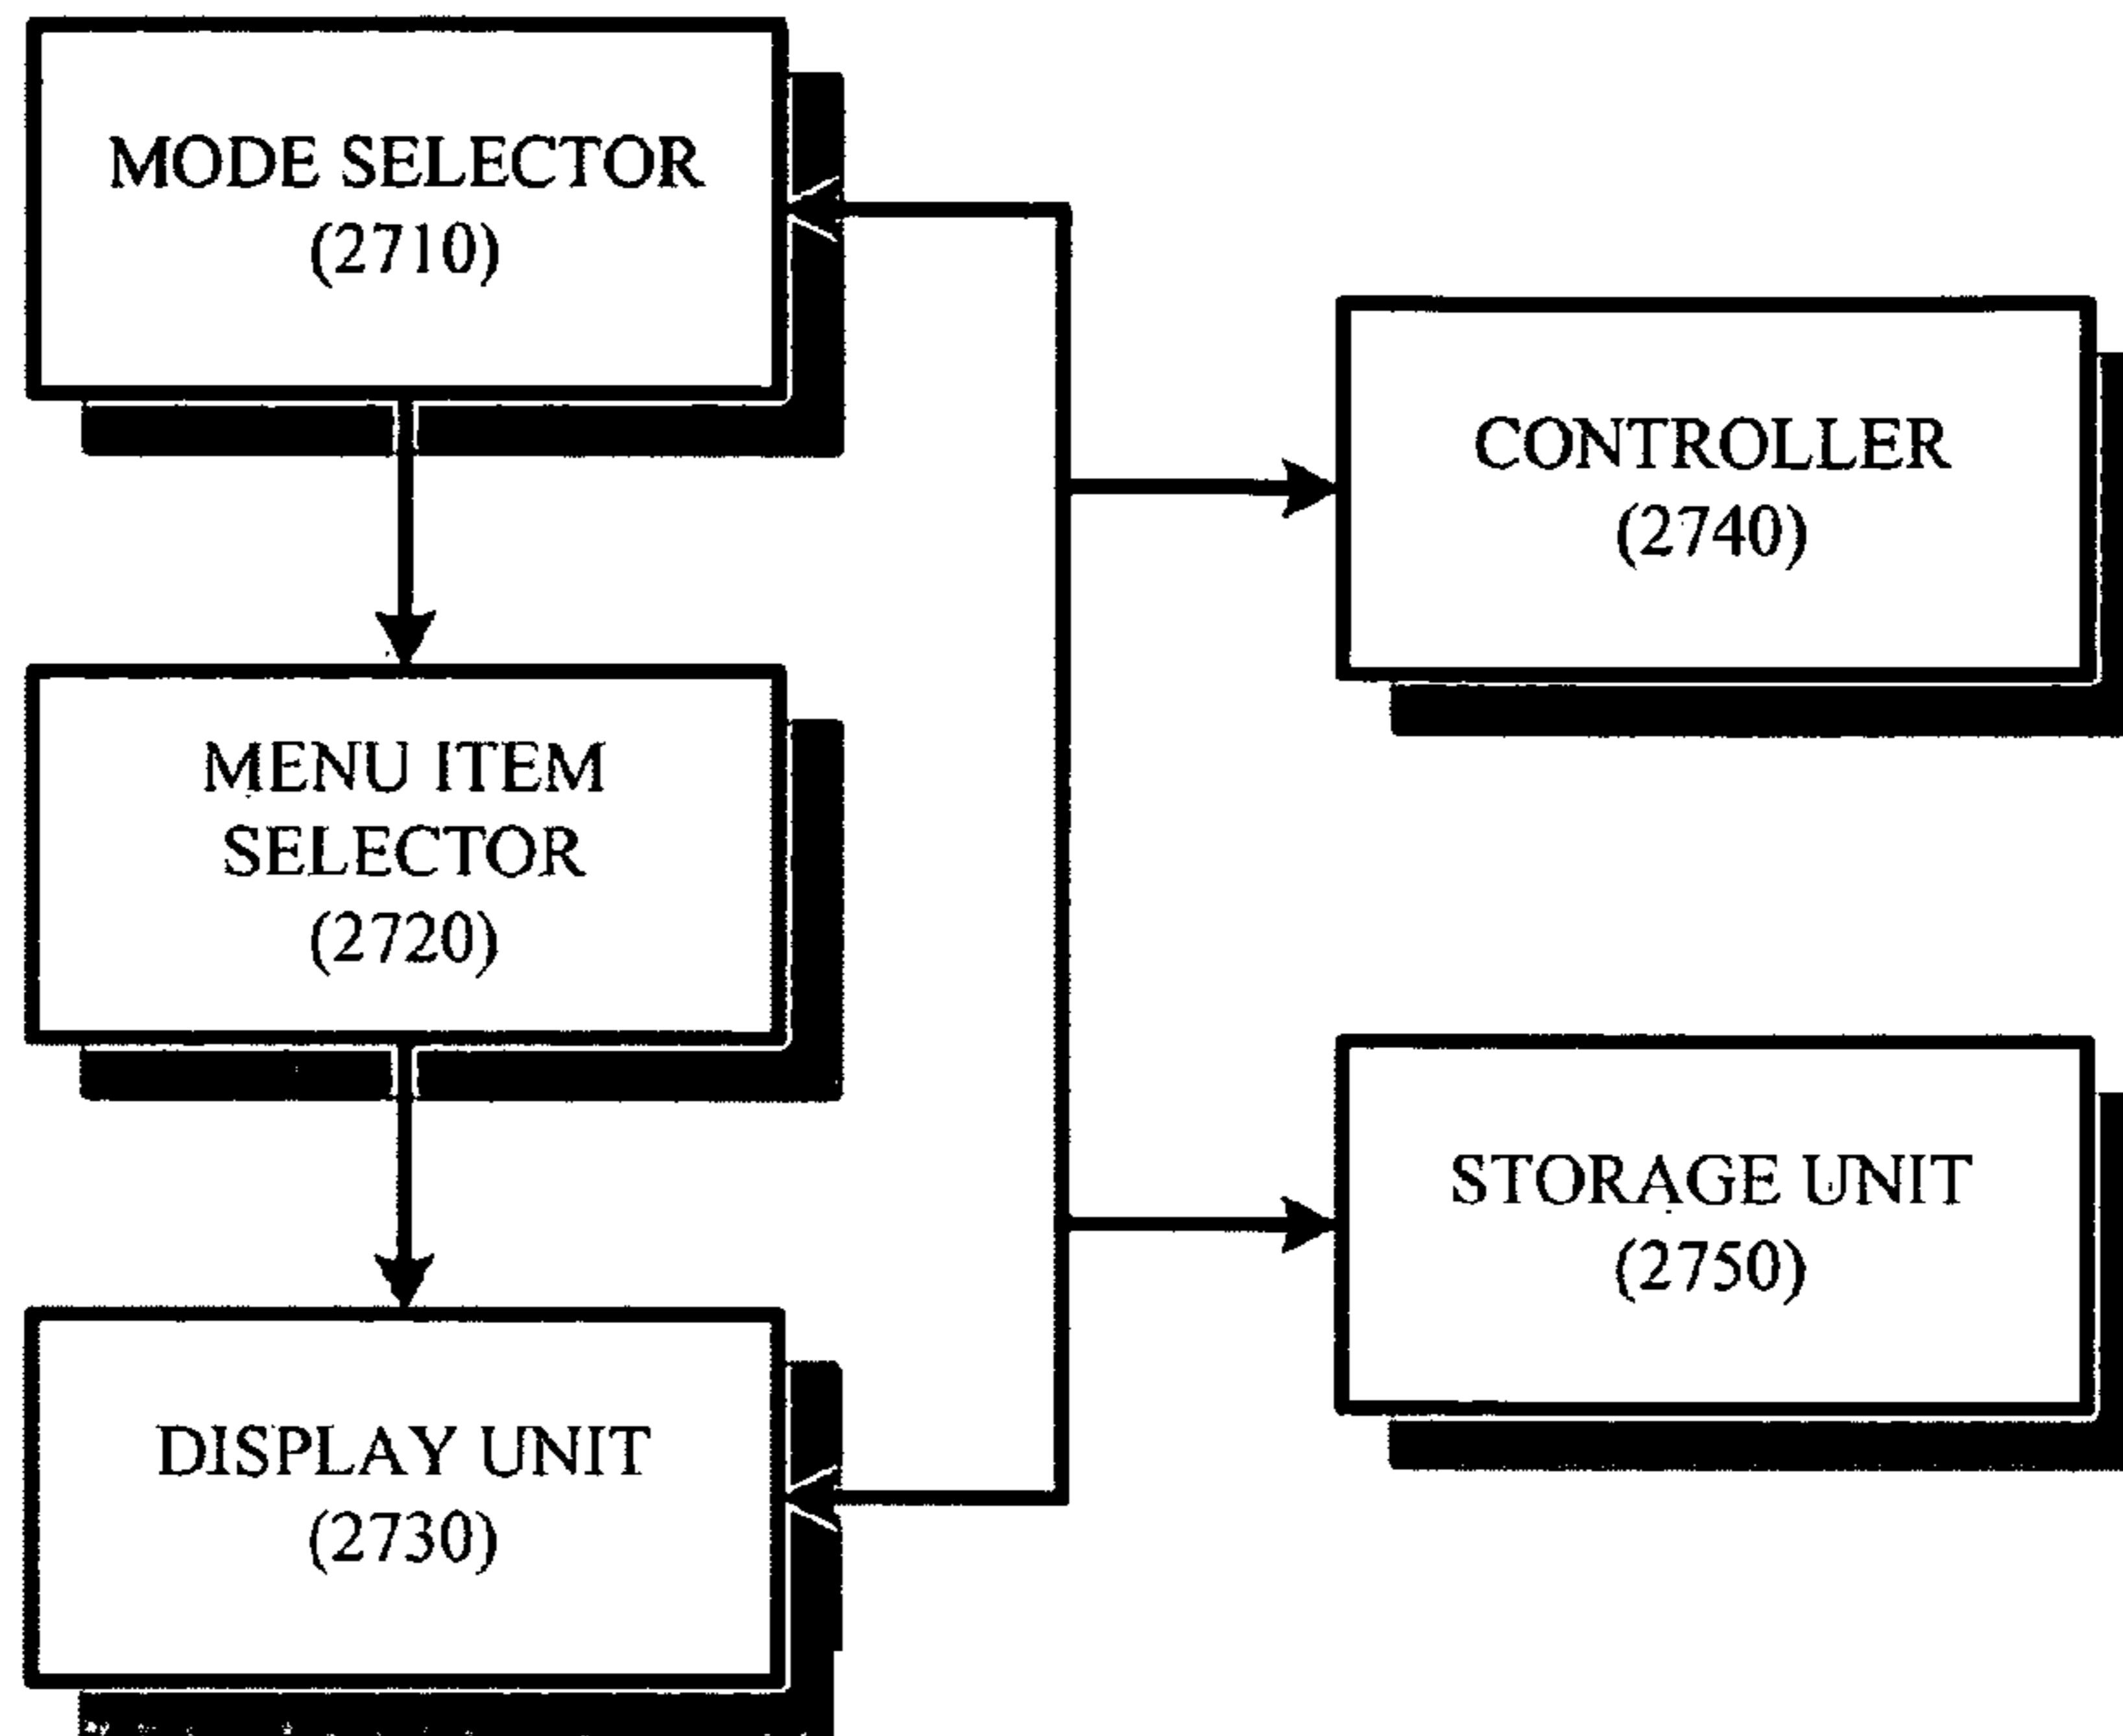 MODE SELECTOR
(2710)
MENU ITEM
SELECTOR
(2720)
DISPLAY UNIT
(2730)
CONTROLLER
(2740)
STORAGE UNIT
(2750)